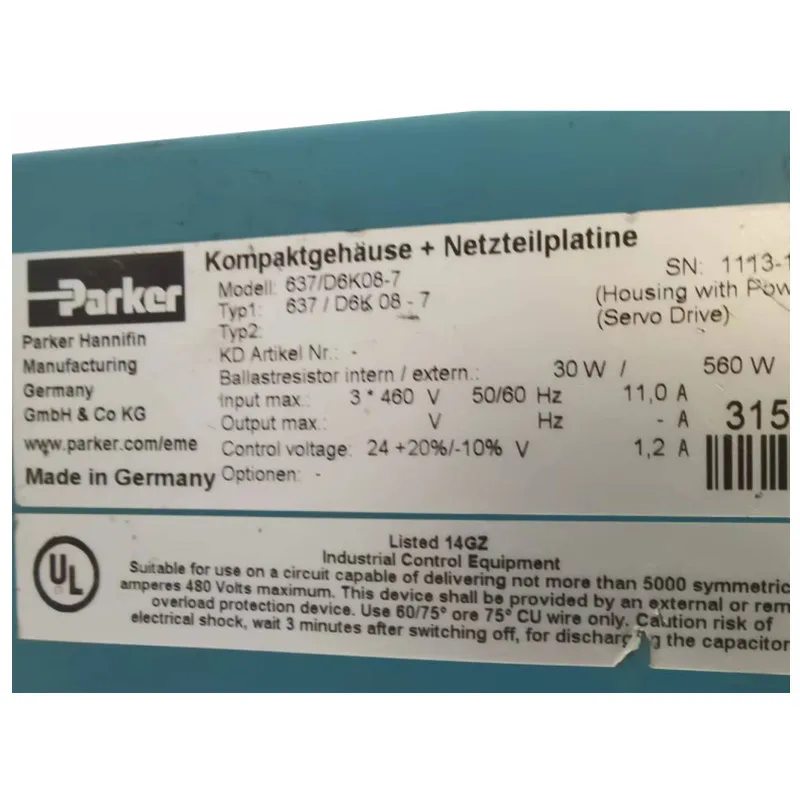 Kompaktgehäuse + Netzteilplatine
Parker
Modell: 637/D6K08-7
SN: 1113-1
Typ1: 637 / D6K 08 - 7
(Housing with Pow
Typ2:
(Servo Drive)
Parker Hannifin
Manufacturing
Germany
GmbH & Co KG
www.parker.com/eme
Made in Germany
KD Artikel Nr.: -
Ballastresistor intern / extern.: 30 W / 560 W
Input max.: 3 * 460 V 50/60 Hz 11,0 A
Output max.: V Hz - A
315
Control voltage: 24 +20%/-10% V 1,2 A
Optionen: -
UL
Listed 14GZ
Industrial Control Equipment
Suitable for use on a circuit capable of delivering not more than 5000 symmetric
amperes 480 Volts maximum. This device shall be provided by an external or rem
overload protection device. Use 60/75° ore 75° CU wire only. Caution risk of
electrical shock, wait 3 minutes after switching off, for discharg g the capacitor